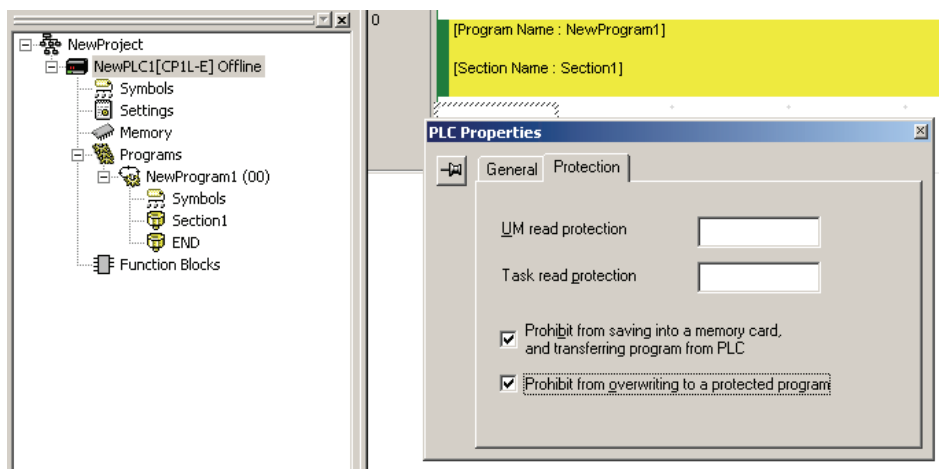 NewProject
NewPLC1[CP1L-E] Offline
Symbols
Settings
Memory
Programs
NewProgram1 (00)
Symbols
Section1
END
Function Blocks
0
[Program Name : NewProgram1]
[Section Name : Section1]
PLC Properties
General Protection
UM read protection
Task read protection
Prohibit from saving into a memory card,
and transferring program from PLC
Prohibit from overwriting to a protected program